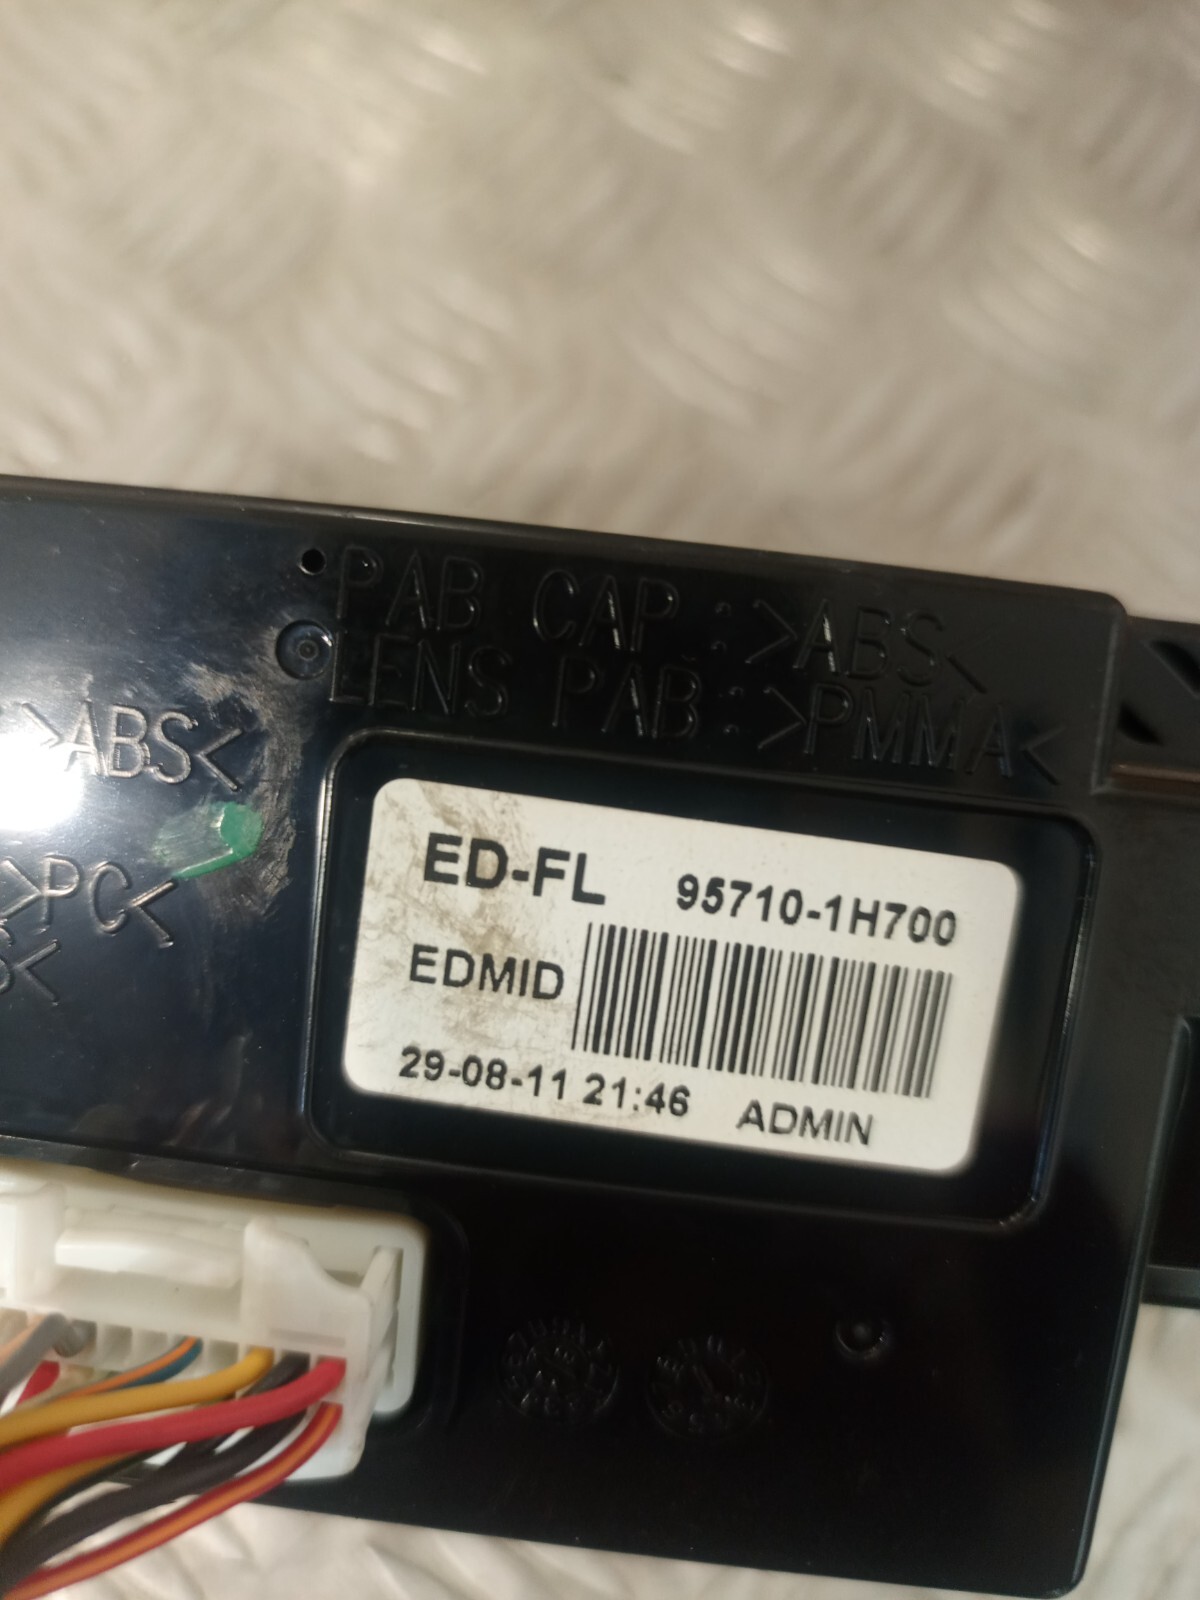 PAB CAP : >ABS<
LENS PAB : >PMMA<
>ABS<
>PC<
S<
ED-FL 95710-1H700
EDMID
29-08-11 21:46 ADMIN